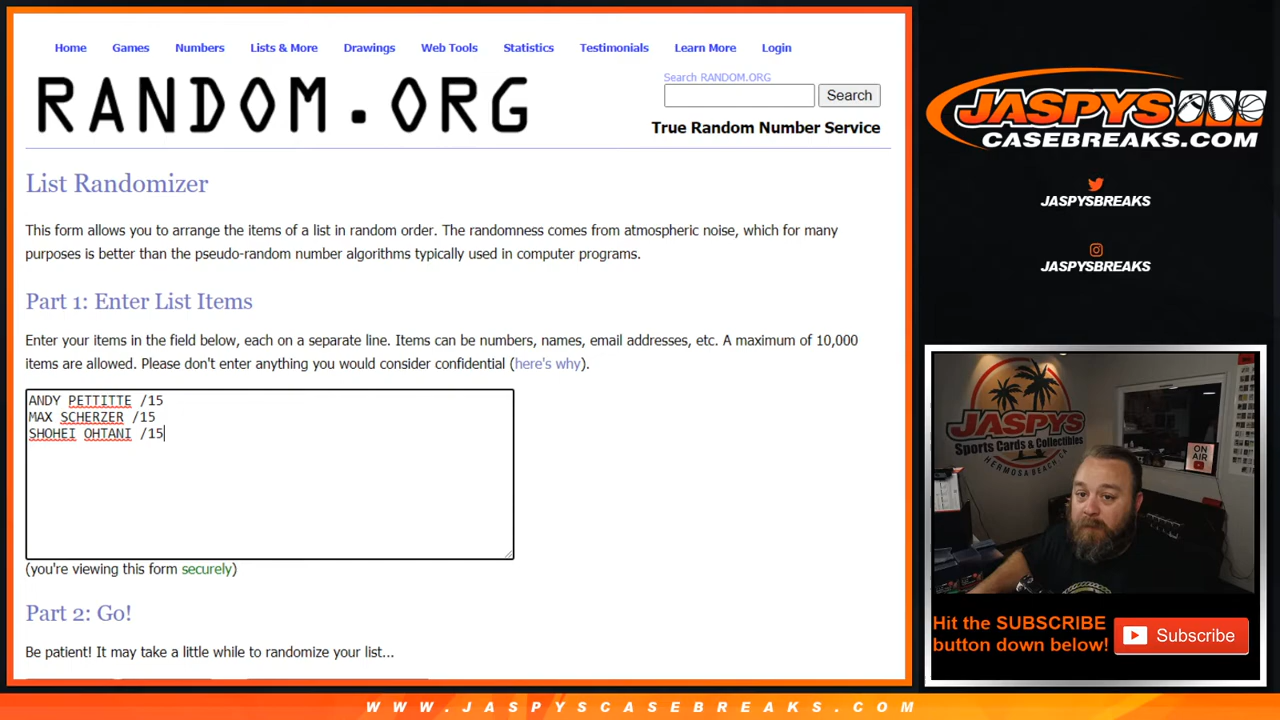 Home Games Numbers Lists & More Drawings Web Tools Statistics Testimonials Learn More Login
RANDOM.ORG
Search RANDOM.ORG
Search
True Random Number Service
List Randomizer
This form allows you to arrange the items of a list in random order. The randomness comes from atmospheric noise, which for many
purposes is better than the pseudo-random number algorithms typically used in computer programs.
Part 1: Enter List Items
Enter your items in the field below, each on a separate line. Items can be numbers, names, email addresses, etc. A maximum of 10,000
items are allowed. Please don't enter anything you would consider confidential (here's why).
ANDY PETTITTE /15
MAX SCHERZER /15
SHOHEI OHTANI /15
(you're viewing this form securely)
Part 2: Go!
Be patient! It may take a little while to randomize your list...
JASPYS
CASEBREAKS.COM
JASPYSBREAKS
JASPYSBREAKS
JASPYS
Sports Cards & Collectibles
HERMOSA BEACH, CA
ON
AIR
Hit the SUBSCRIBE
button down below!
Subscribe
WWW.JASPYSCASEBREAKS.COM